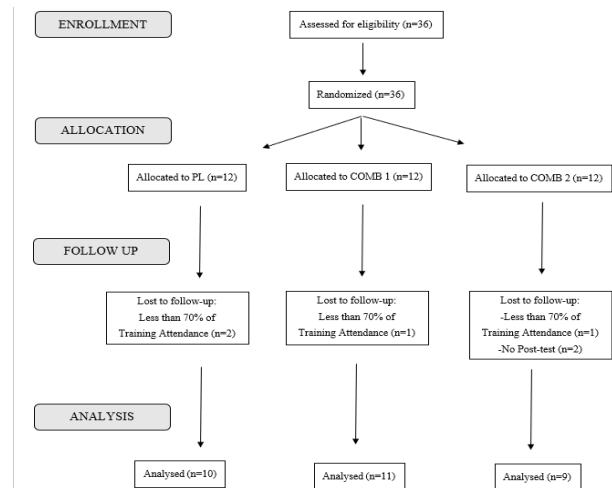 ENROLLMENT
Assessed for eligibility (n=36)
Randomized (n=36)
ALLOCATION
Allocated to PL (n=12)
Allocated to COMB 1 (n=12)
Allocated to COMB 2 (n=12)
FOLLOW UP
Lost to follow-up:
Less than 70% of
Training Attendance (n=2)
Lost to follow-up:
Less than 70% of
Training Attendance (n=1)
Lost to follow-up:
-Less than 70% of
Training Attendance (n=1)
-No Post-test (n=2)
ANALYSIS
Analysed (n=10)
Analysed (n=11)
Analysed (n=9)